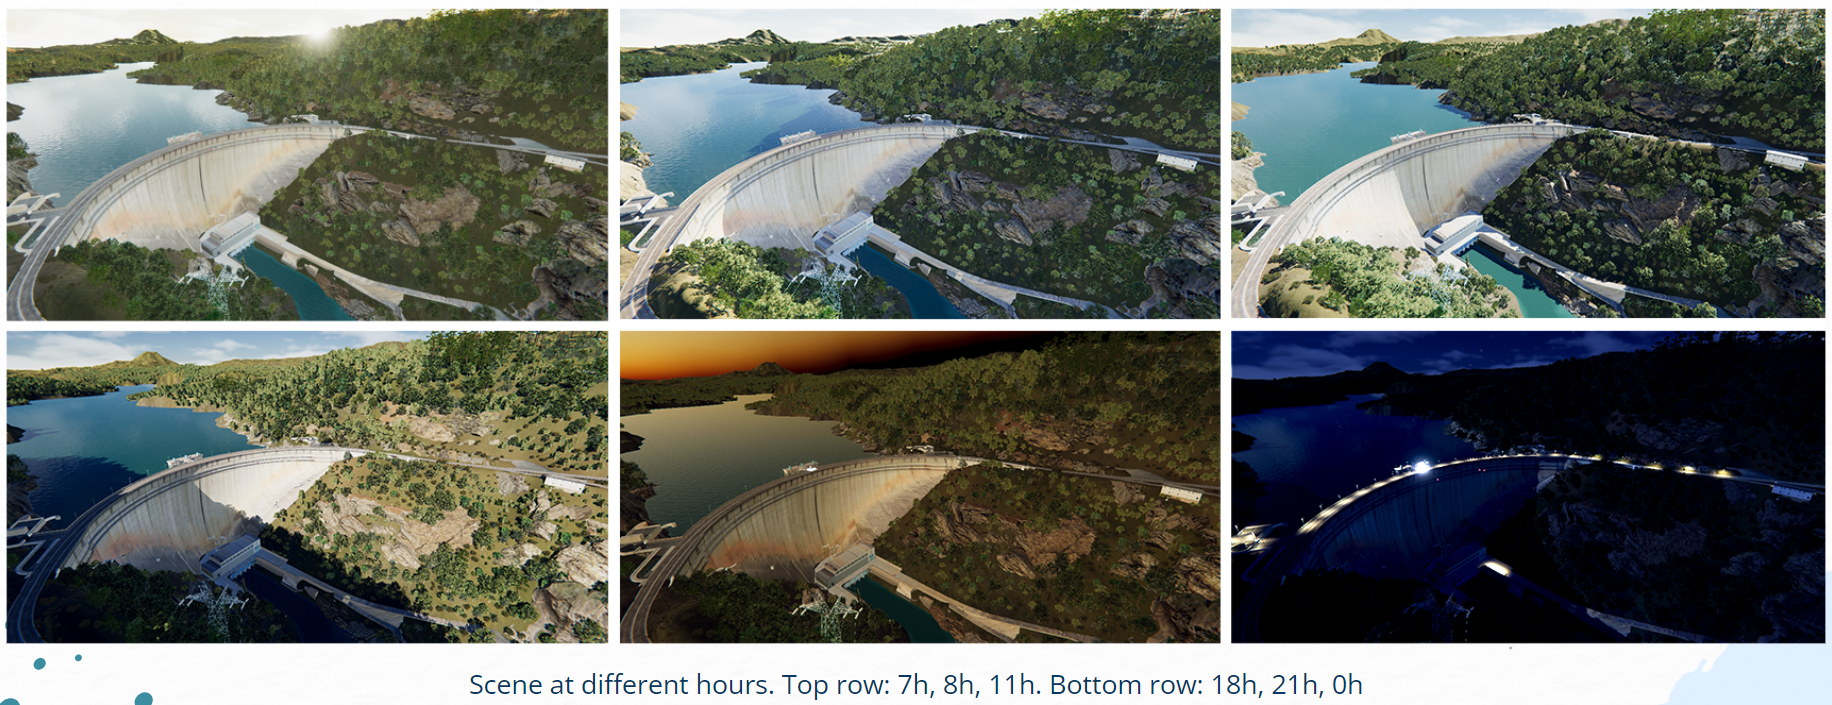 Scene at different hours. Top row: 7h, 8h, 11h. Bottom row: 18h, 21h, 0h